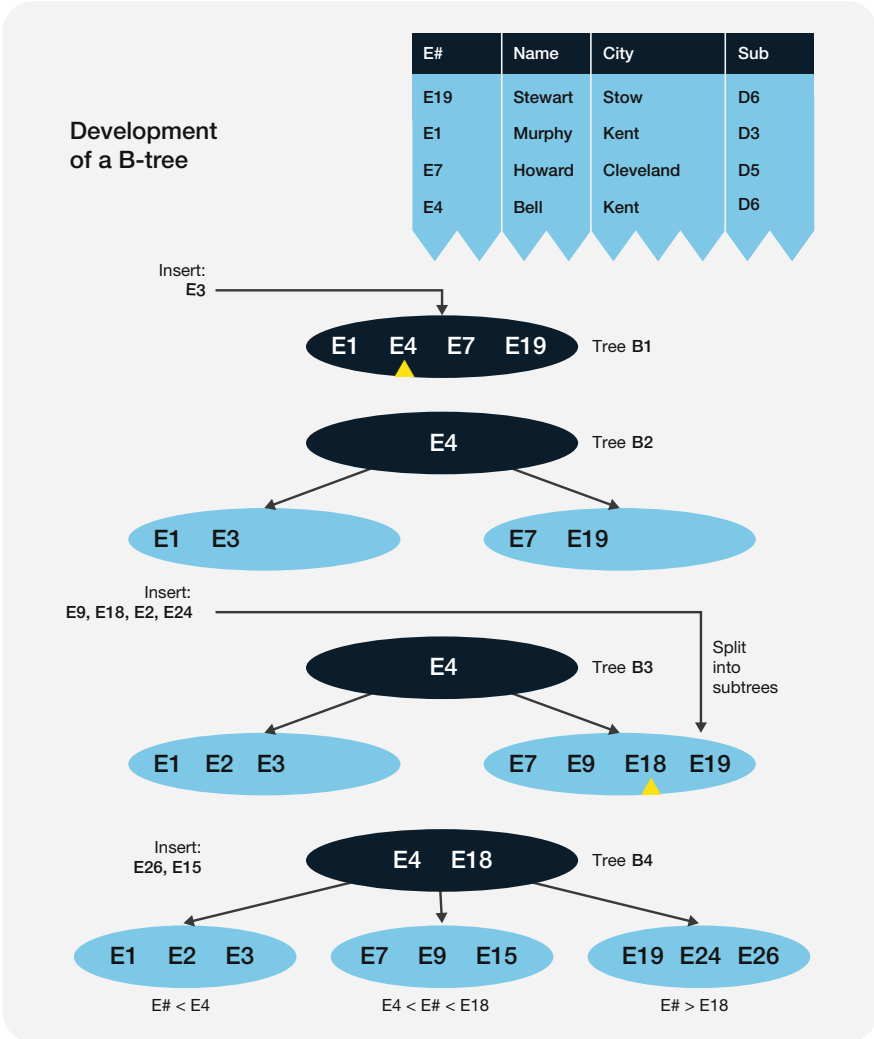 Development
of a B-tree
E# Name City Sub
E19 Stewart Stow D6
E1 Murphy Kent D3
E7 Howard Cleveland D5
E4 Bell Kent D6
Insert:
E3
E1 E4 E7 E19
Tree B1
E4
Tree B2
E1 E3
E7 E19
Insert:
E9, E18, E2, E24
Split
into
subtrees
E4
Tree B3
E1 E2 E3
E7 E9 E18 E19
Insert:
E26, E15
E4 E18
Tree B4
E1 E2 E3
E7 E9 E15
E19 E24 E26
E# < E4
E4 < E# < E18
E# > E18